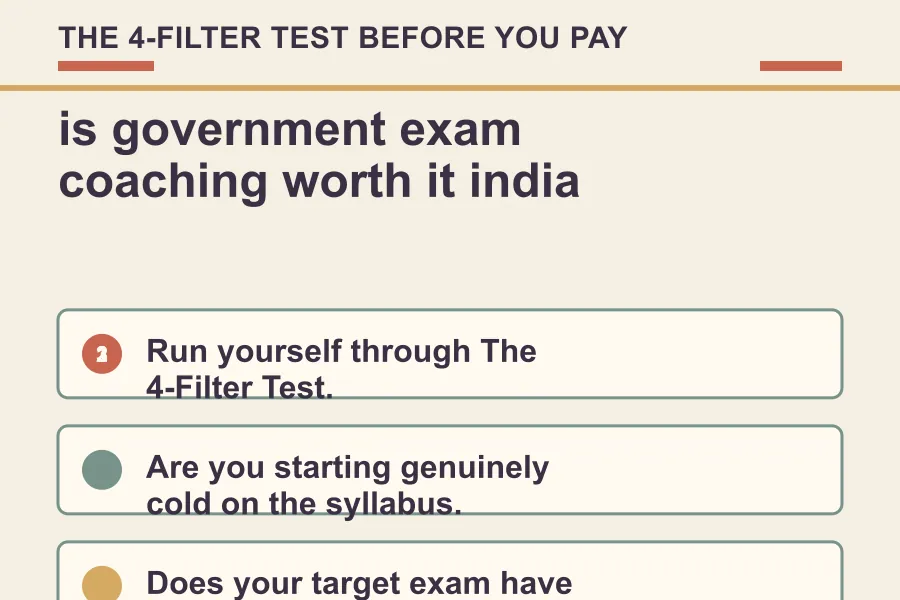 THE 4-FILTER TEST BEFORE YOU PAY
is government exam
coaching worth it india
Run yourself through The
4-Filter Test.
Are you starting genuinely
cold on the syllabus.
Does your target exam have